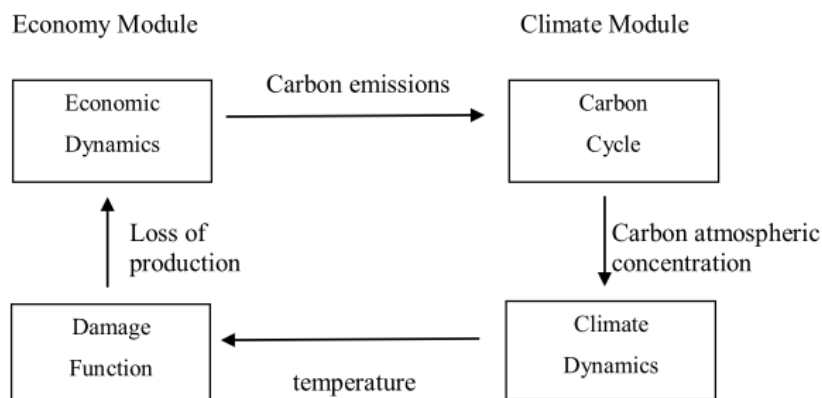 Economy Module
Climate Module
Carbon emissions
Economic
Dynamics
Carbon
Cycle
Loss of
production
Carbon atmospheric
concentration
Damage
Function
Climate
Dynamics
temperature